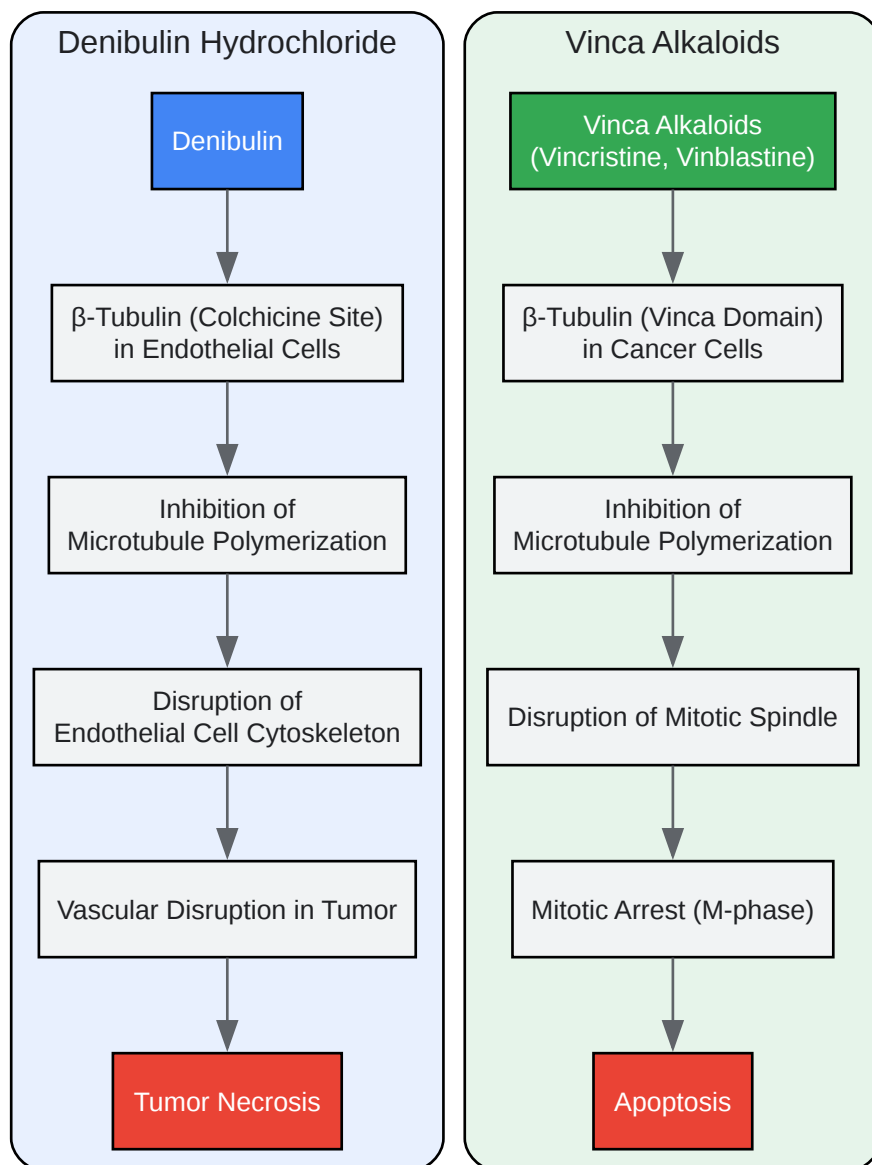 Denibulin Hydrochloride
Denibulin
β-Tubulin (Colchicine Site)
in Endothelial Cells
Inhibition of
Microtubule Polymerization
Disruption of
Endothelial Cell Cytoskeleton
Vascular Disruption in Tumor
Tumor Necrosis
Vinca Alkaloids
Vinca Alkaloids
(Vincristine, Vinblastine)
β-Tubulin (Vinca Domain)
in Cancer Cells
Inhibition of
Microtubule Polymerization
Disruption of Mitotic Spindle
Mitotic Arrest (M-phase)
Apoptosis